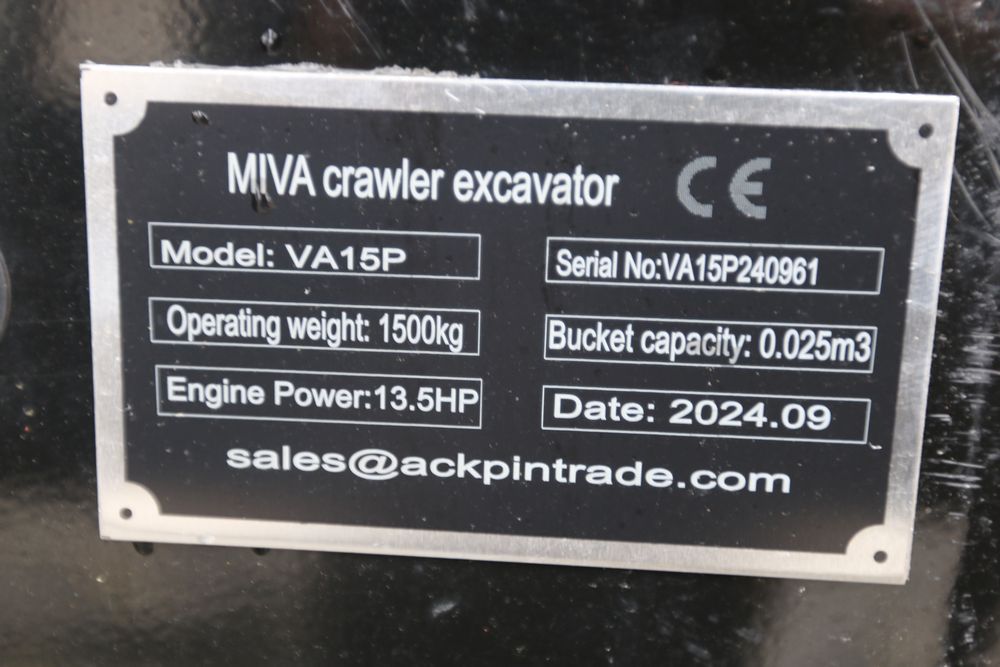 MIVA crawler excavator CE
Model: VA15P
Serial No:VA15P240961
Operating weight: 1500kg
Bucket capacity: 0.025m3
Engine Power:13.5HP
Date: 2024.09
sales@ackpintrade.com